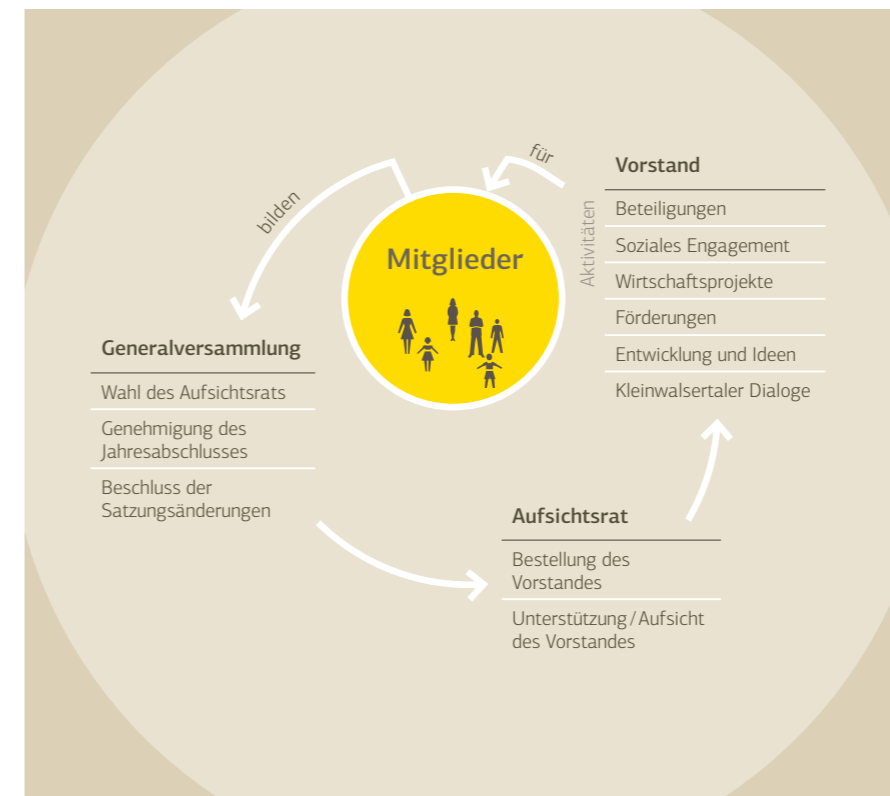 für
bilden
Mitglieder
Generalversammlung
Wahl des Aufsichtsrats
Genehmigung des
Jahresabschlusses
Beschluss der
Satzungsänderungen
Aufsichtsrat
Bestellung des
Vorstandes
Unterstützung/Aufsicht
des Vorstandes
Aktivitäten
Vorstand
Beteiligungen
Soziales Engagement
Wirtschaftsprojekte
Förderungen
Entwicklung und Ideen
Kleinwalsertaler Dialoge